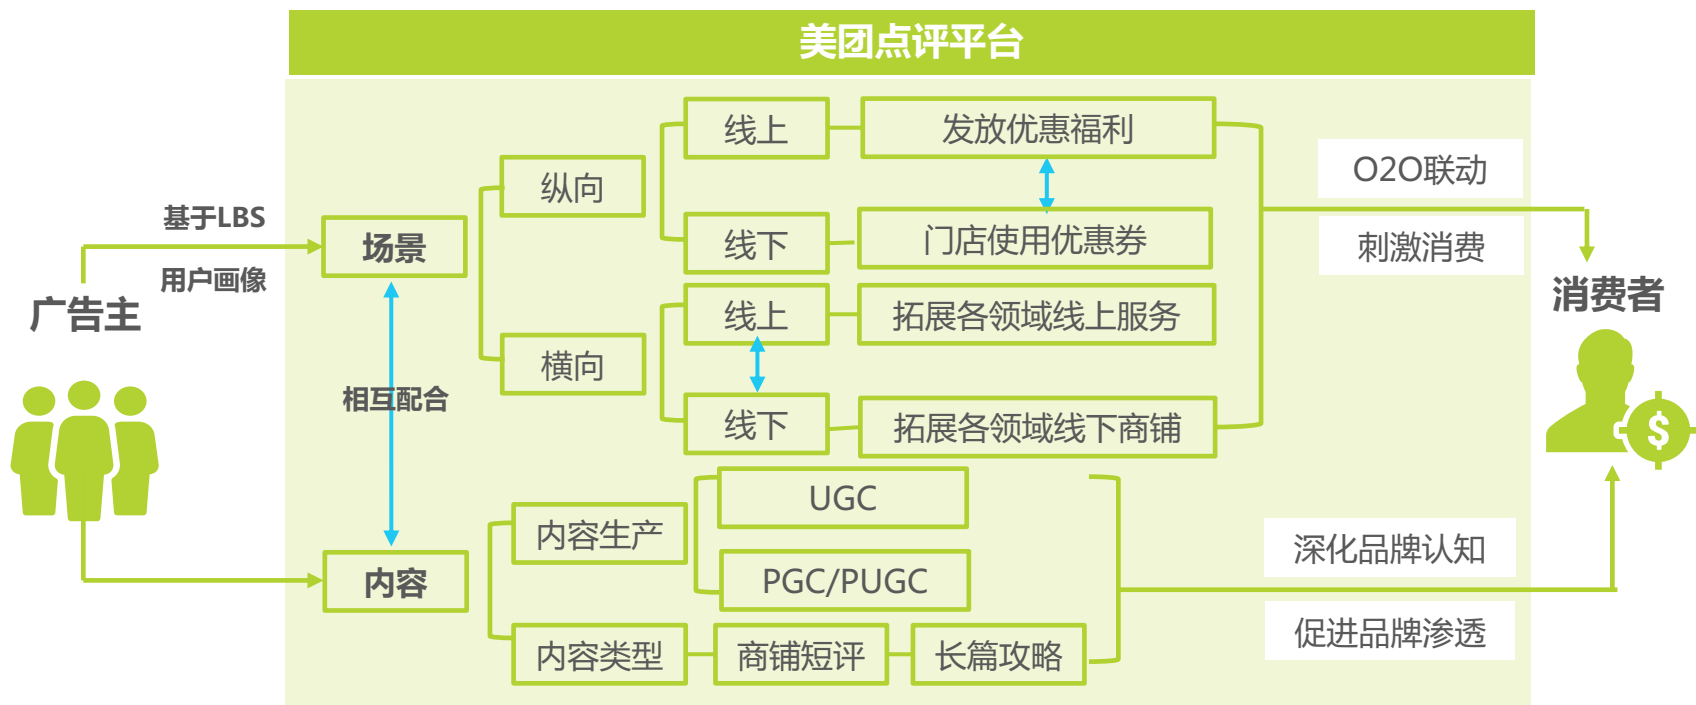 美团点评平台
线上
发放优惠福利
纵向
O2O联动
基于LBS
场景
线下
门店使用优惠券
刺激消费
用户画像
广告主
线上
拓展各领域线上服务
消费者
横向
相互配合
线下
拓展各领域线下商铺
$
UGC
内容生产
深化品牌认知
内容
PGC/PUGC
促进品牌渗透
内容类型
商铺短评
长篇攻略